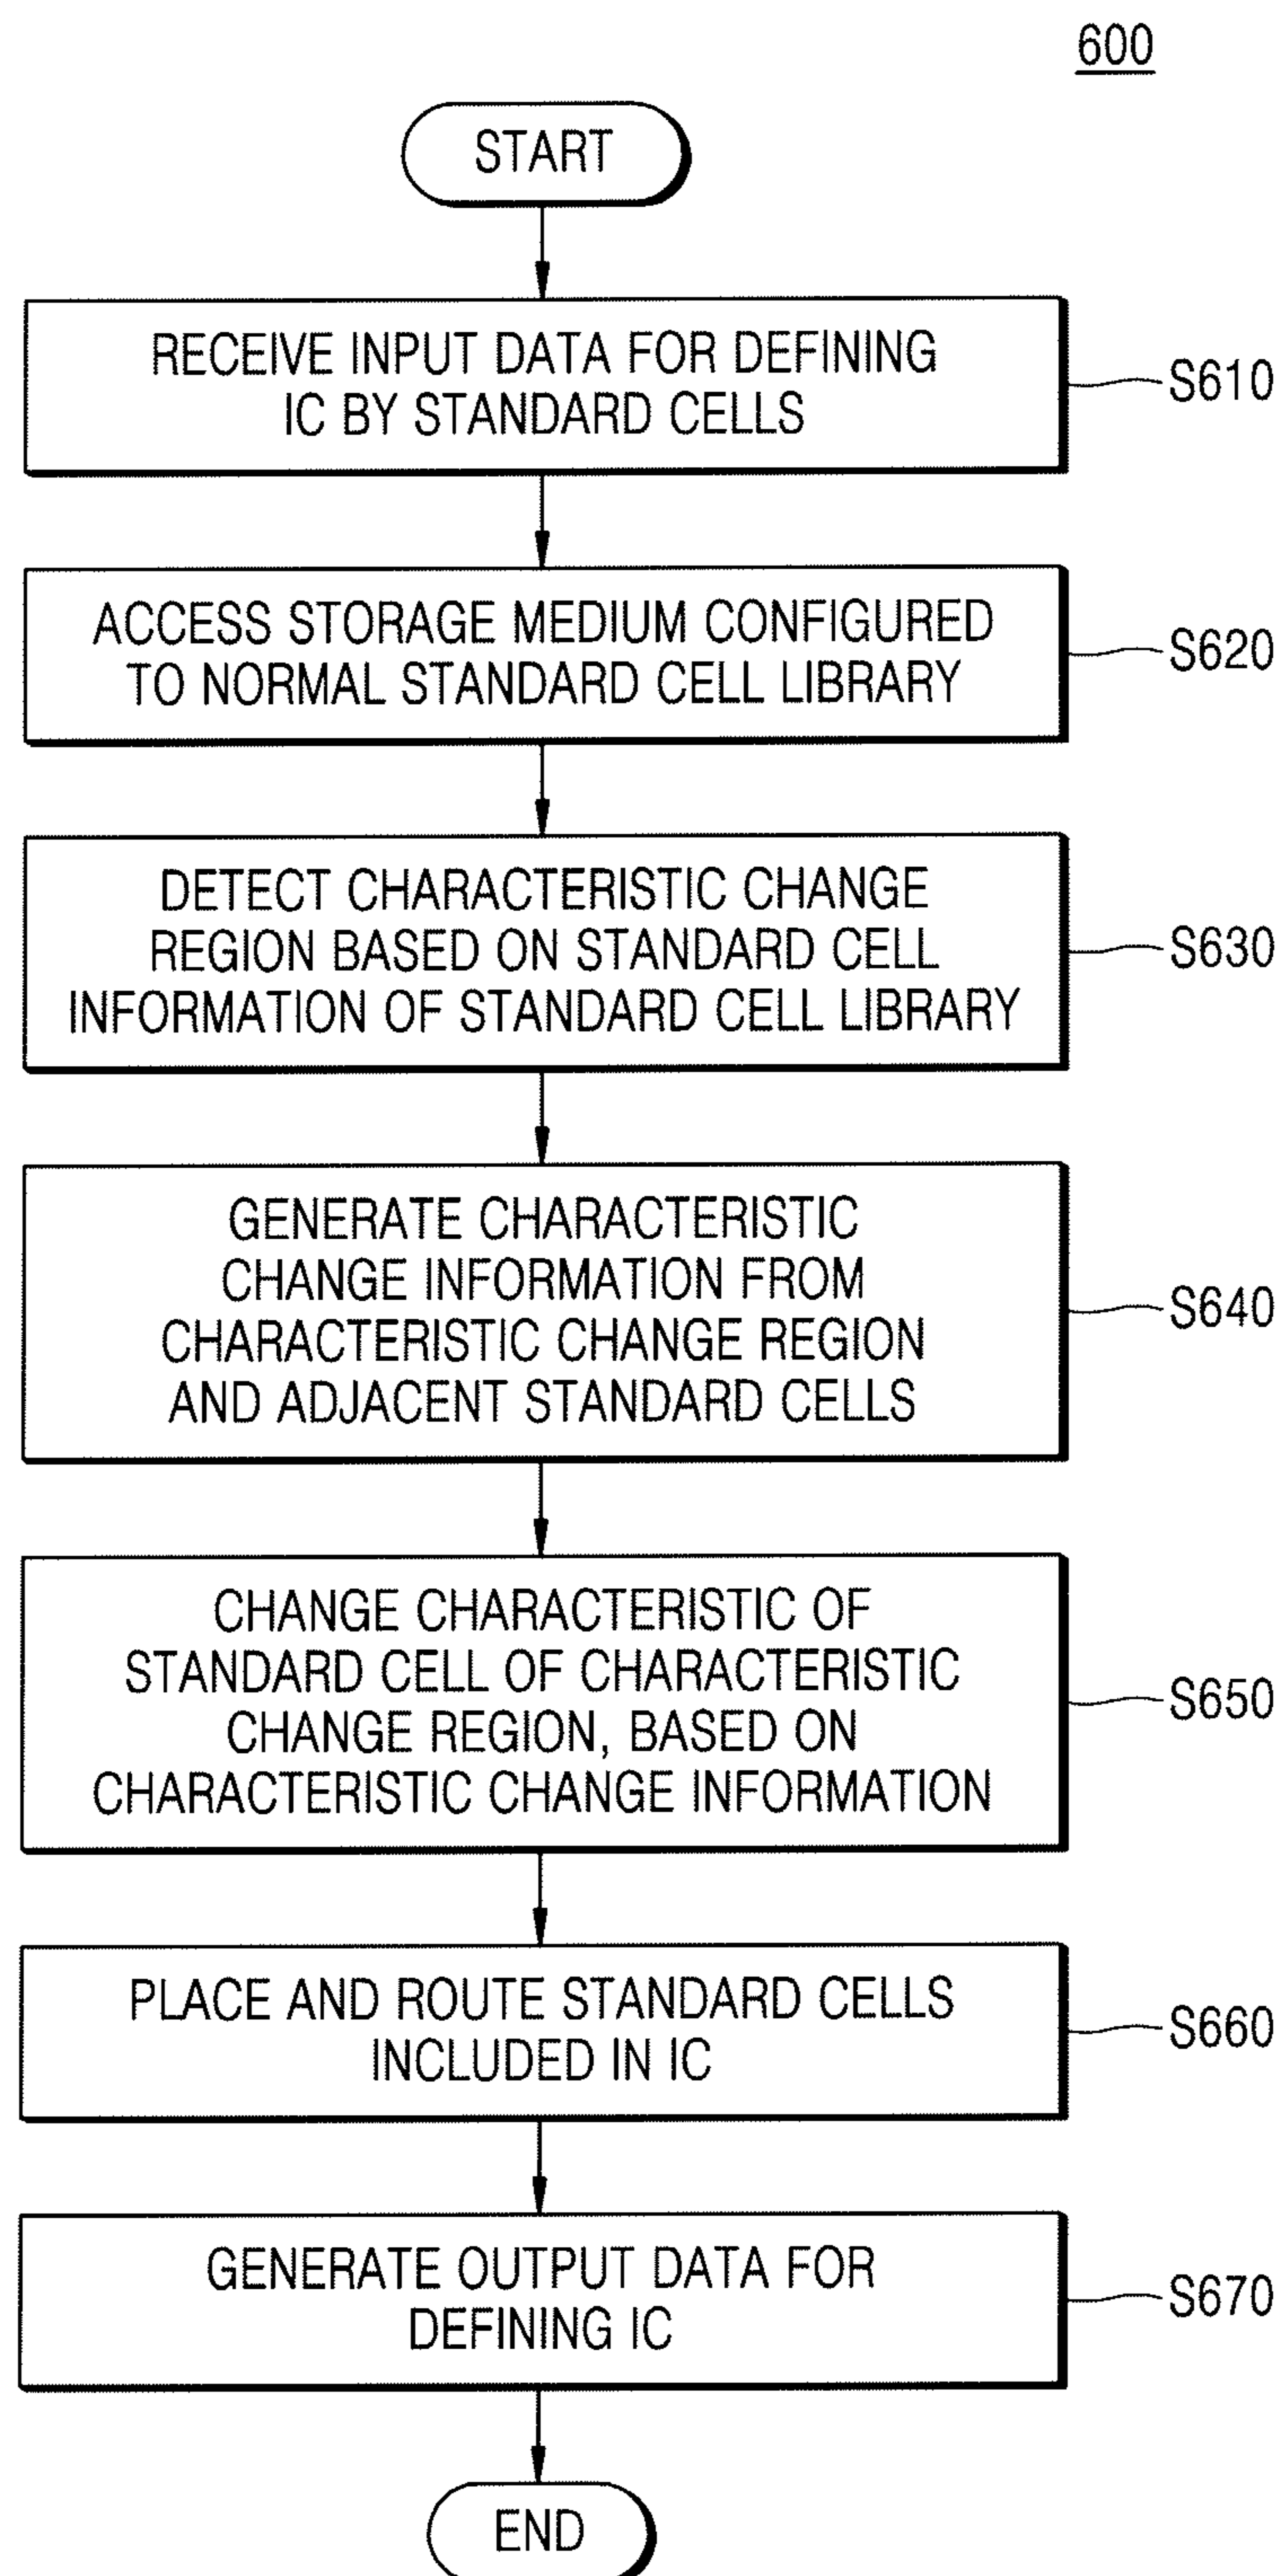 600
START
RECEIVE INPUT DATA FOR DEFINING
IC BY STANDARD CELLS
S610
ACCESS STORAGE MEDIUM CONFIGURED
TO NORMAL STANDARD CELL LIBRARY
S620
DETECT CHARACTERISTIC CHANGE
REGION BASED ON STANDARD CELL
INFORMATION OF STANDARD CELL LIBRARY
S630
GENERATE CHARACTERISTIC
CHANGE INFORMATION FROM
CHARACTERISTIC CHANGE REGION
AND ADJACENT STANDARD CELLS
S640
CHANGE CHARACTERISTIC OF
STANDARD CELL OF CHARACTERISTIC
CHANGE REGION, BASED ON
CHARACTERISTIC CHANGE INFORMATION
S650
PLACE AND ROUTE STANDARD CELLS
INCLUDED IN IC
S660
GENERATE OUTPUT DATA FOR
DEFINING IC
S670
END